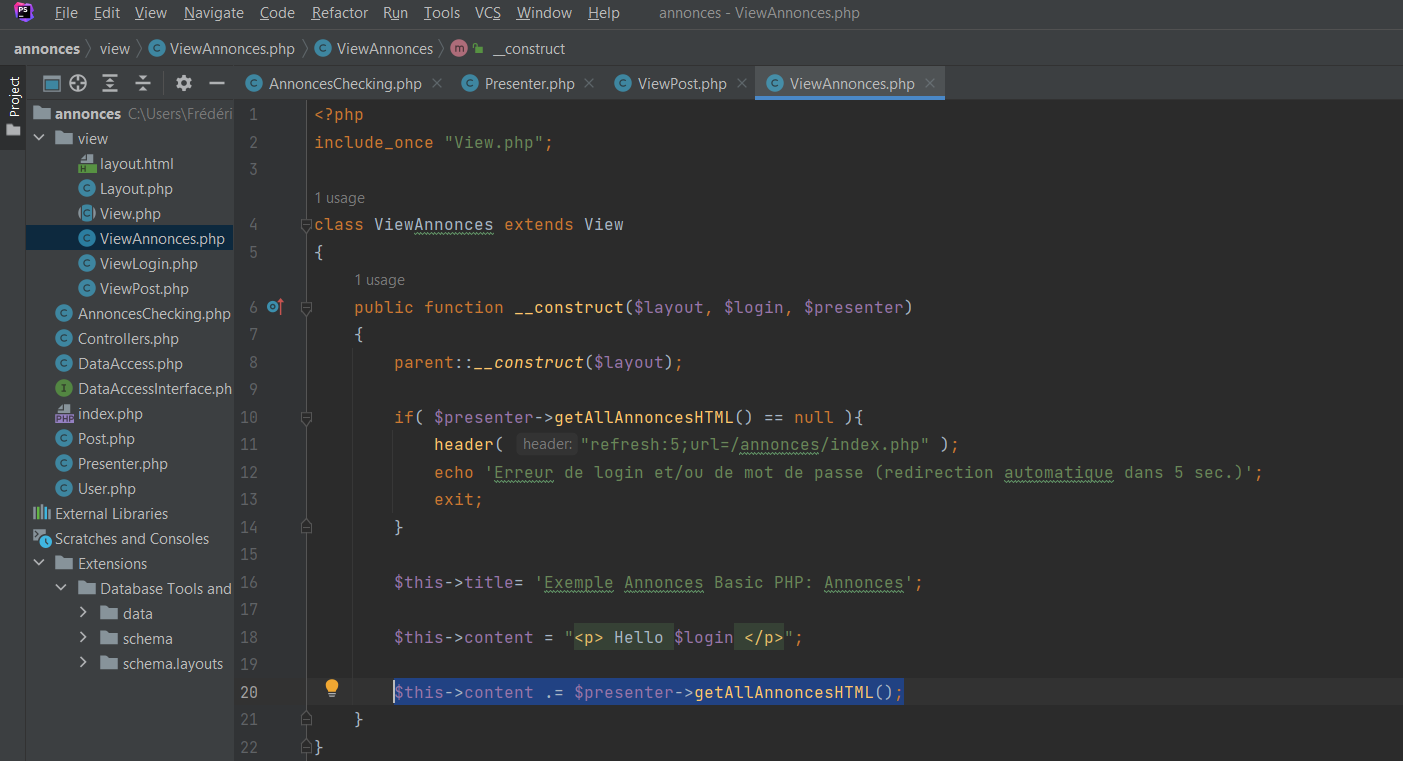 PS File Edit View Navigate Code Refactor Run Tools VCS Window Help annonces - ViewAnnonces.php
annonces view C ViewAnnonces.php C ViewAnnonces m __construct
Project
AnnoncesChecking.php Presenter.php ViewPost.php ViewAnnonces.php
annonces C:\Users\Frédéri
view
layout.html
Layout.php
View.php
ViewAnnonces.php
ViewLogin.php
ViewPost.php
AnnoncesChecking.php
Controllers.php
DataAccess.php
DataAccessInterface.ph
index.php
Post.php
Presenter.php
User.php
External Libraries
Scratches and Consoles
Extensions
Database Tools and
data
schema
schema.layouts
1 <?php
2 include_once "View.php";
3
1 usage
4 class ViewAnnonces extends View
5 {
1 usage
6 public function __construct($layout, $login, $presenter)
7 {
8 parent::__construct($layout);
9
10 if( $presenter->getAllAnnoncesHTML() == null ){
11 header( header: "refresh:5;url=/annonces/index.php" );
12 echo 'Erreur de login et/ou de mot de passe (redirection automatique dans 5 sec.)';
13 exit;
14 }
15
16 $this->title= 'Exemple Annonces Basic PHP: Annonces';
17
18 $this->content = "<p> Hello $login </p>";
19
20 $this->content .= $presenter->getAllAnnoncesHTML();
21 }
22 }